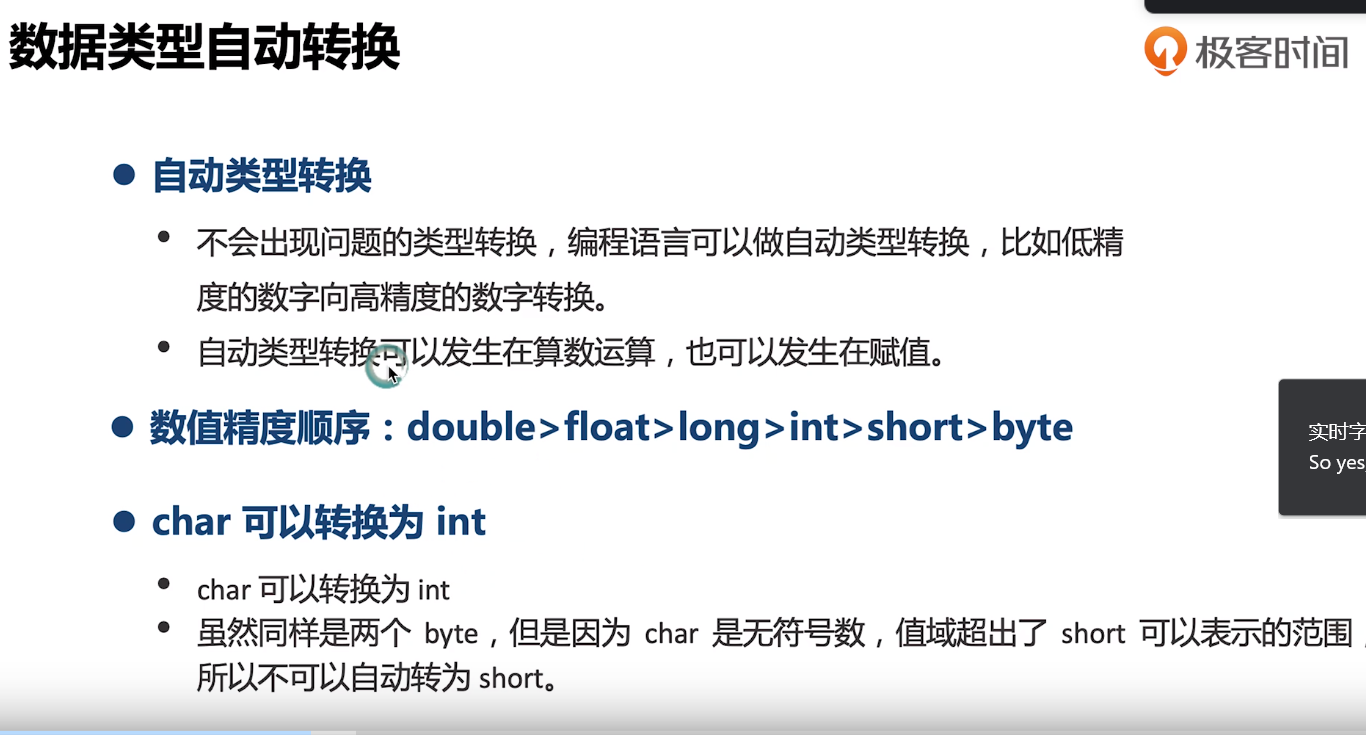 数据类型自动转换
极客时间
自动类型转换
不会出现问题的类型转换，编程语言可以做自动类型转换，比如低精
度的数字向高精度的数字转换。
自动类型转换可以发生在算数运算，也可以发生在赋值。
数值精度顺序：double>float>long>int>short>byte
实时字
So yes,
char 可以转换为 int
char 可以转换为 int
虽然同样是两个 byte，但是因为 char 是无符号数，值域超出了 short 可以表示的范围，
所以不可以自动转为 short。